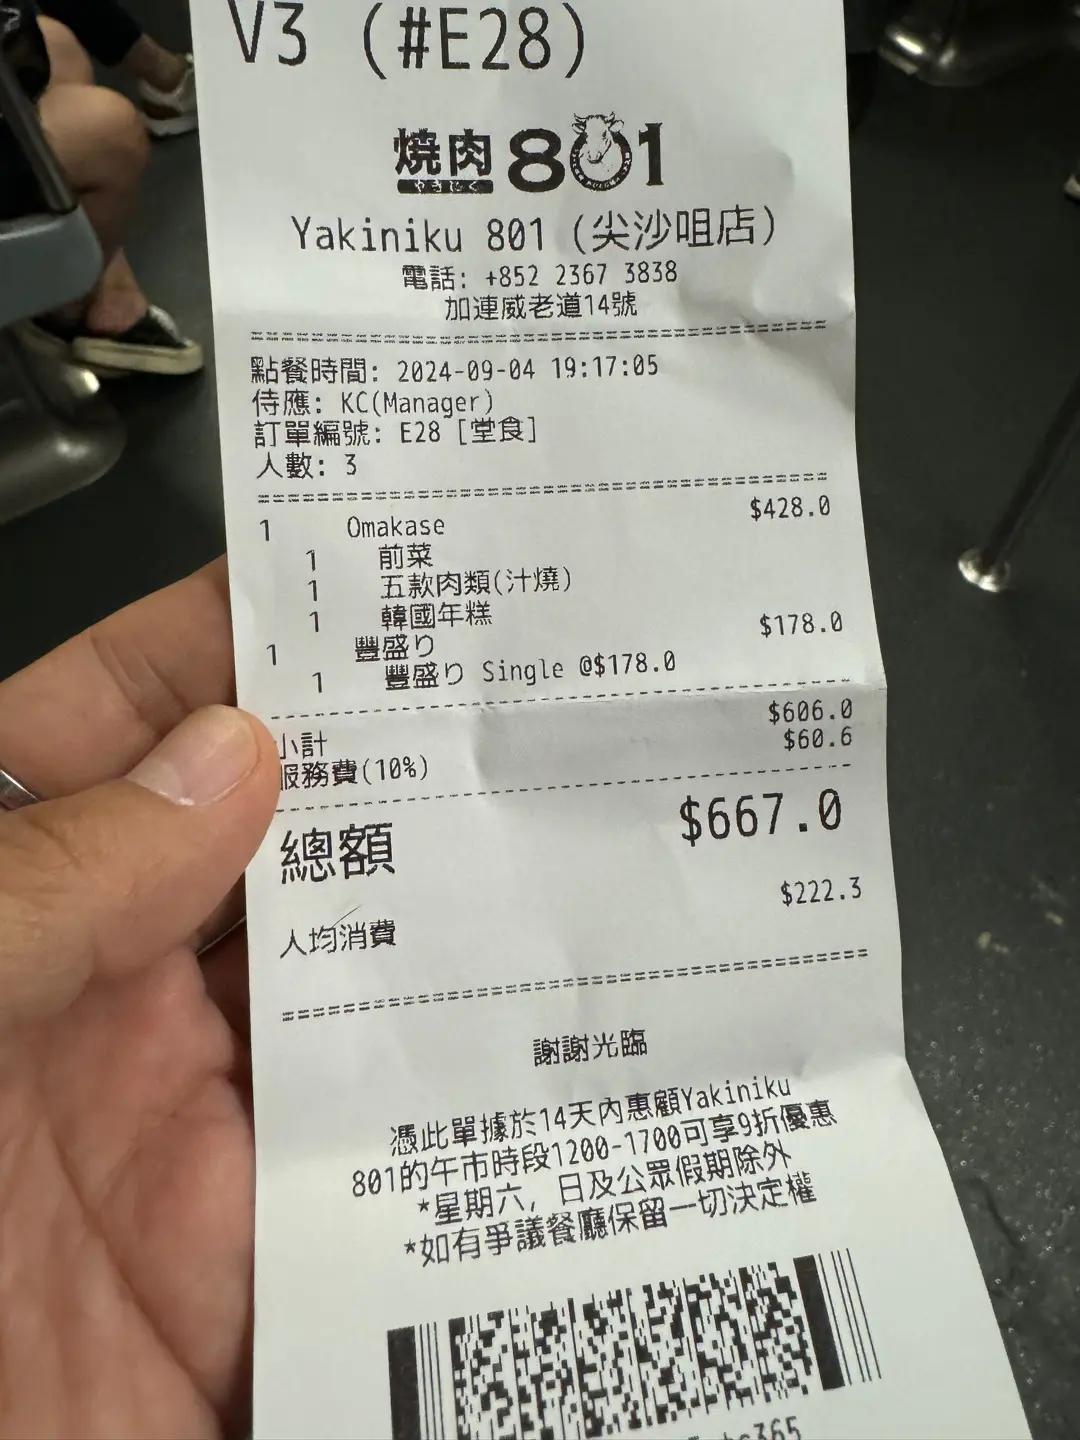 V3 (#E28)
燒肉801
やきにく
Yakiniku 801 (尖沙咀店)
電話: +852 2367 3838
加連威老道14號
點餐時間: 2024-09-04 19:17:05
侍應: KC(Manager)
訂單編號: E28 [堂食]
人數: 3
1 Omakase $428.0
1 前菜
1 五款肉類(汁燒)
1 韓國年糕
1 豐盛り $178.0
1 豐盛り Single @$178.0
小計 $606.0
服務費(10%) $60.6
總額 $667.0
人均消費 $222.3
謝謝光臨
憑此單據於14天內惠顧Yakiniku
801的午市時段1200-1700可享9折優惠
*星期六, 日及公眾假期除外
*如有爭議餐廳保留一切決定權